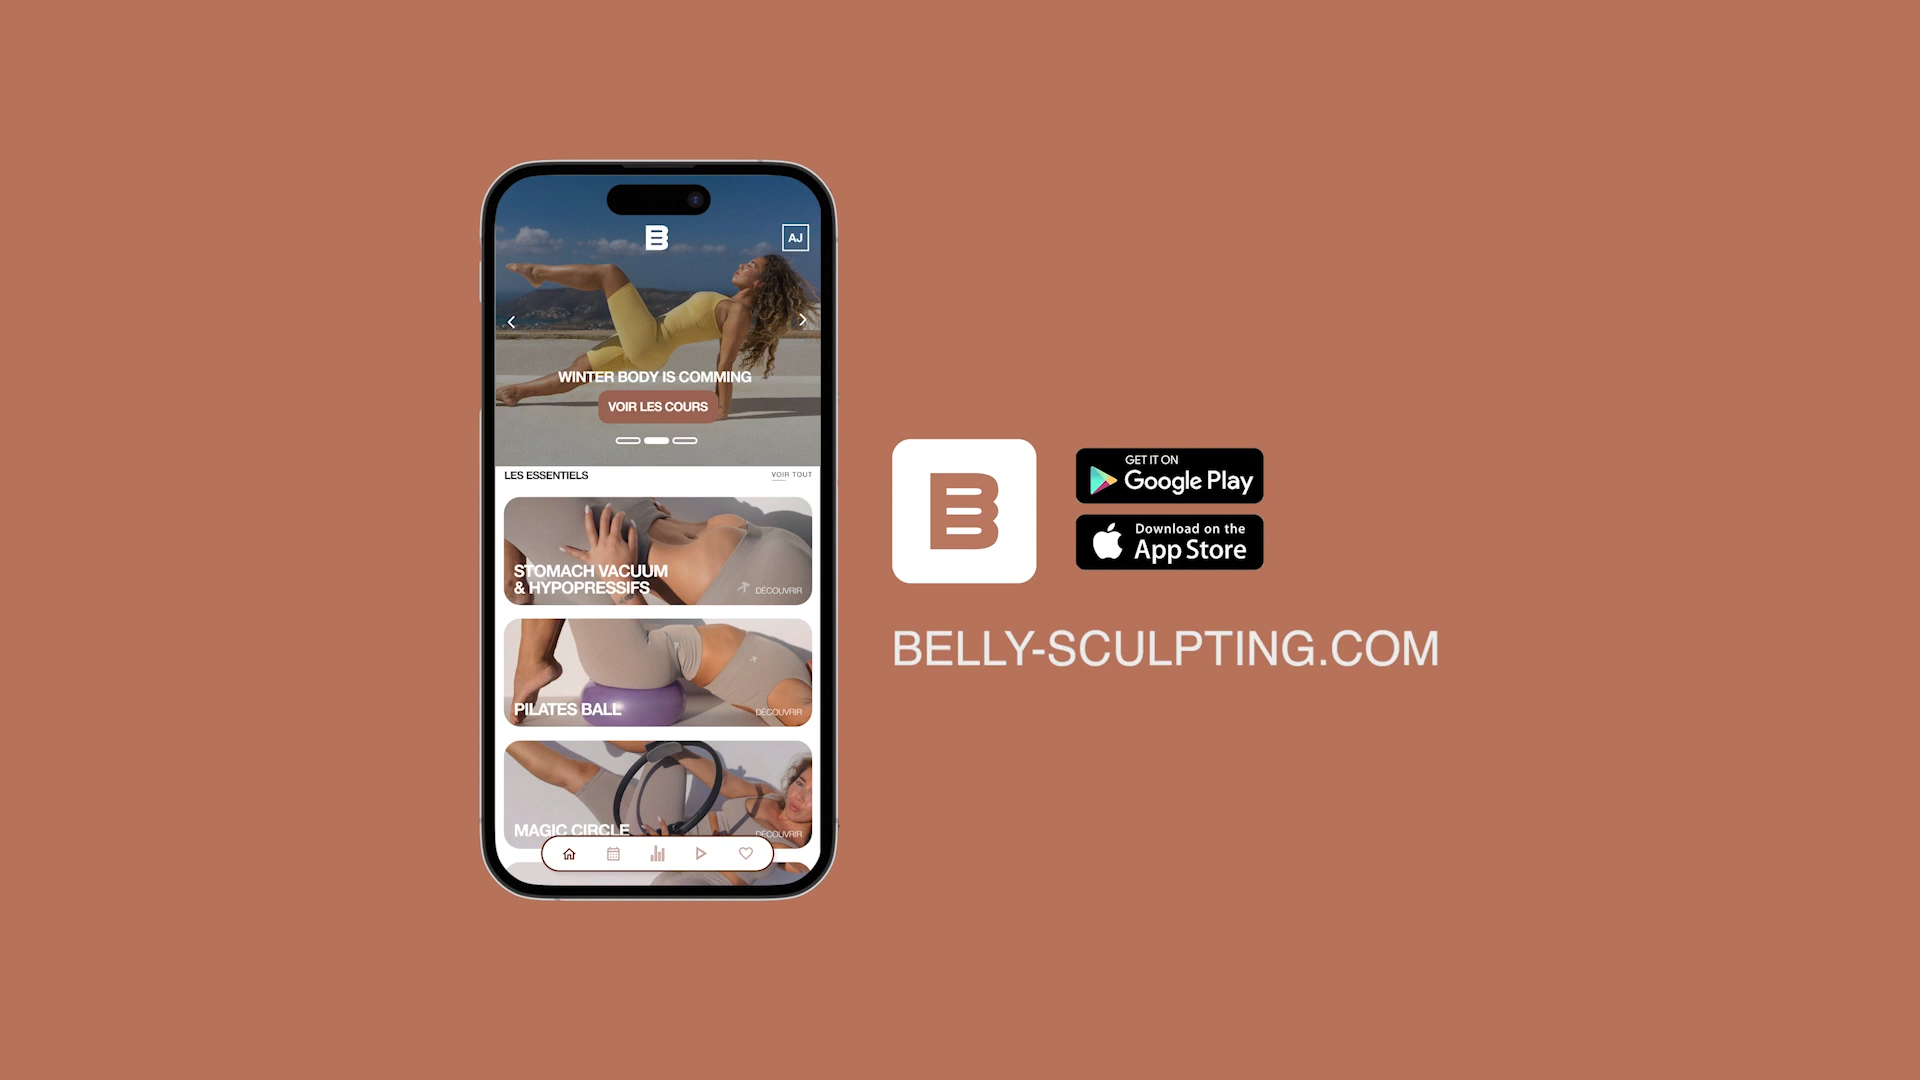 B
AJ
WINTER BODY IS COMMING
VOIR LES COURS
LES ESSENTIELS
VOIR TOUT
STOMACH VACUUM
& HYPOPRESSIFS
DÉCOUVRIR
PILATES BALL
DÉCOUVRIR
MAGIC CIRCLE
DÉCOUVRIR
B
GET IT ON
Google Play
Download on the
App Store
BELLY-SCULPTING.COM